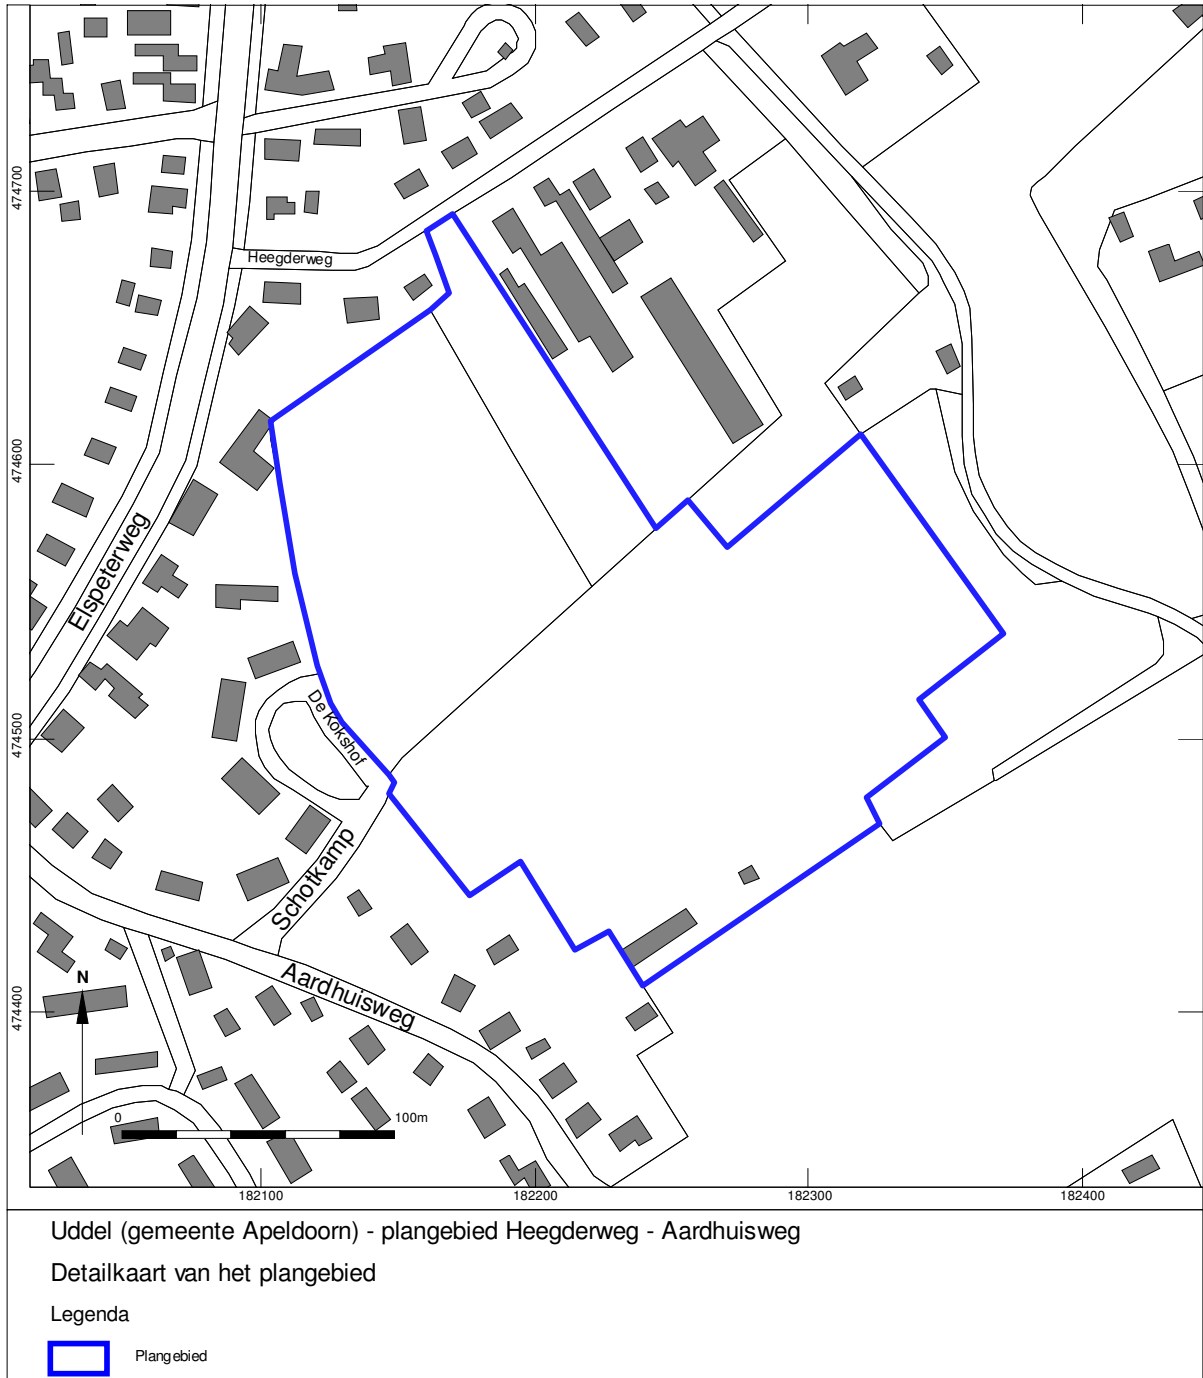 474700
474600
474500
474400
Heegderweg
Elspeterweg
De Kokshof
Schotkamp
Aardhuisweg
N
0
100m
182100
182200
182300
182400
Uddel (gemeente Apeldoorn) - plangebied Heegderweg - Aardhuisweg
Detailkaart van het plangebied
Legenda
Plangebied